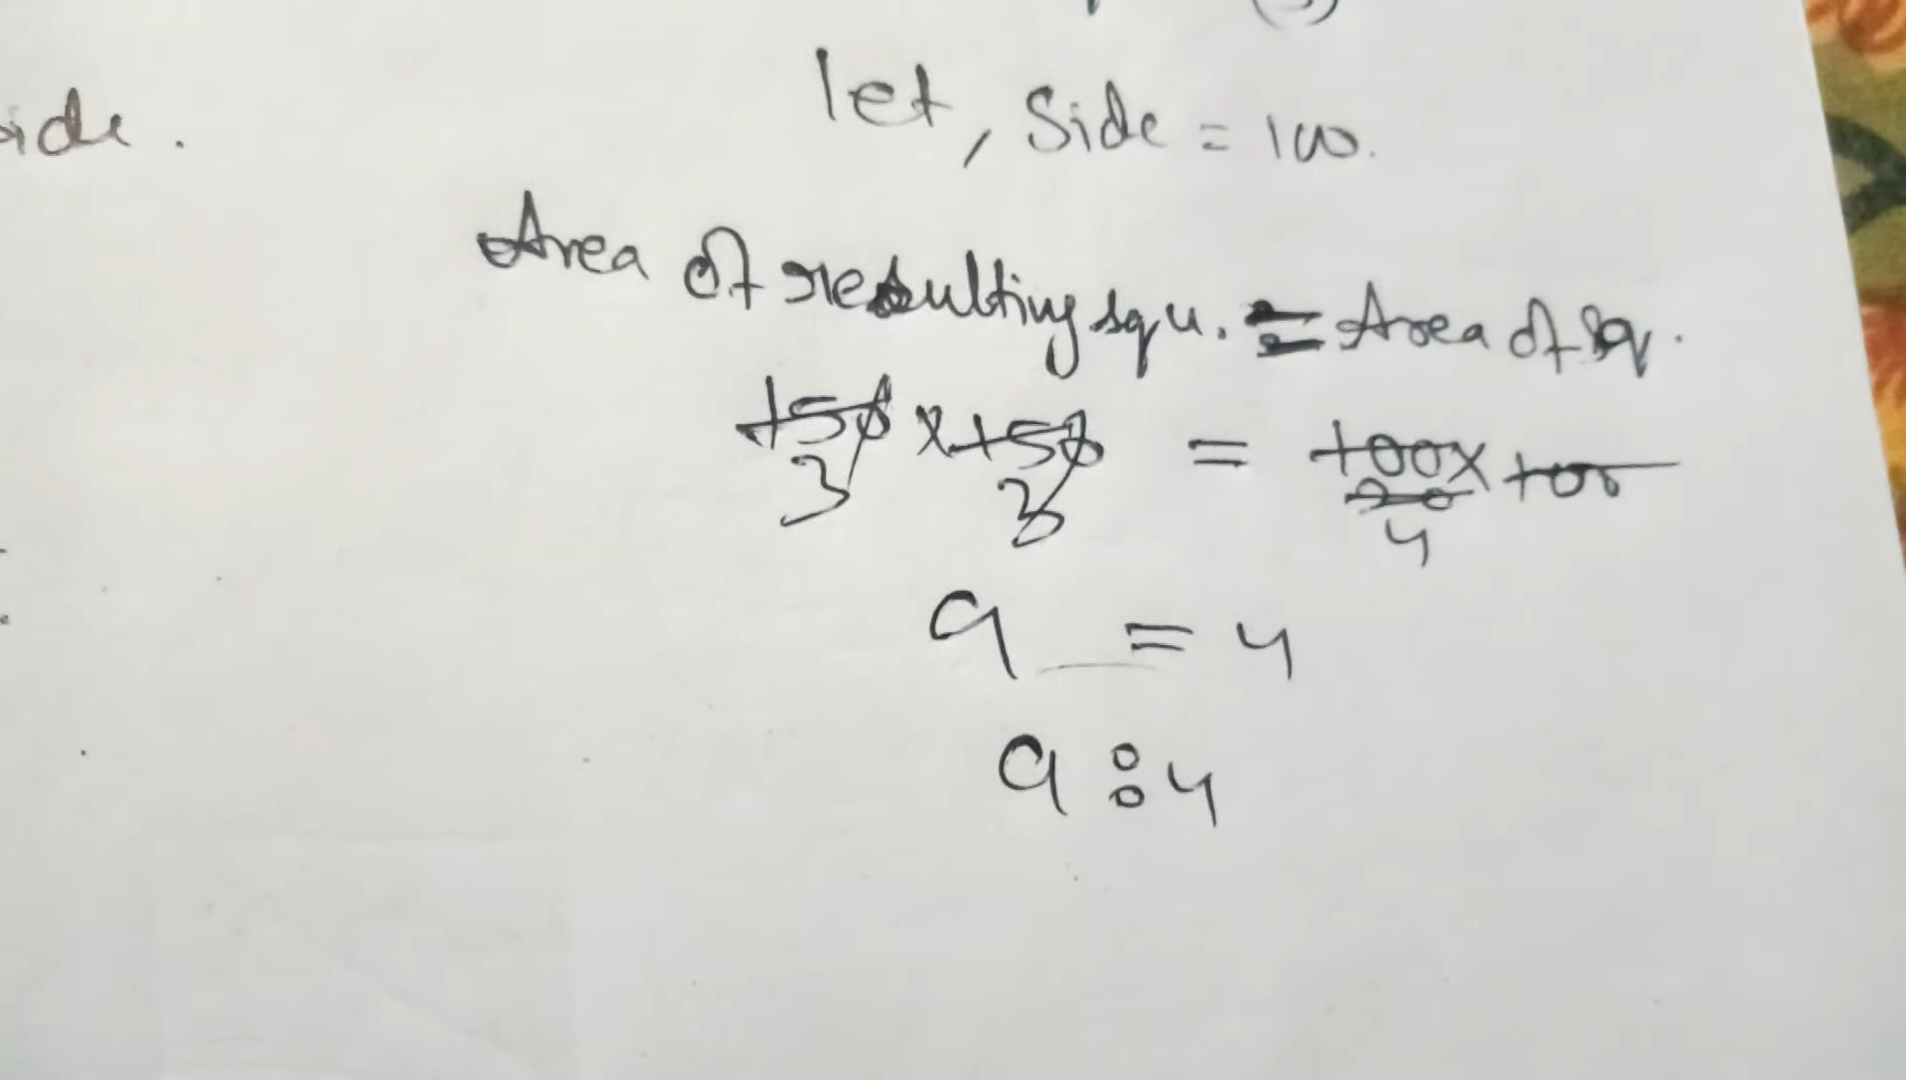 let, Side = 100.
Area of resulting squ. = Area of sq.
150 x 150 = 100 x 100
3 3 20
4
9 = 4
9 : 4